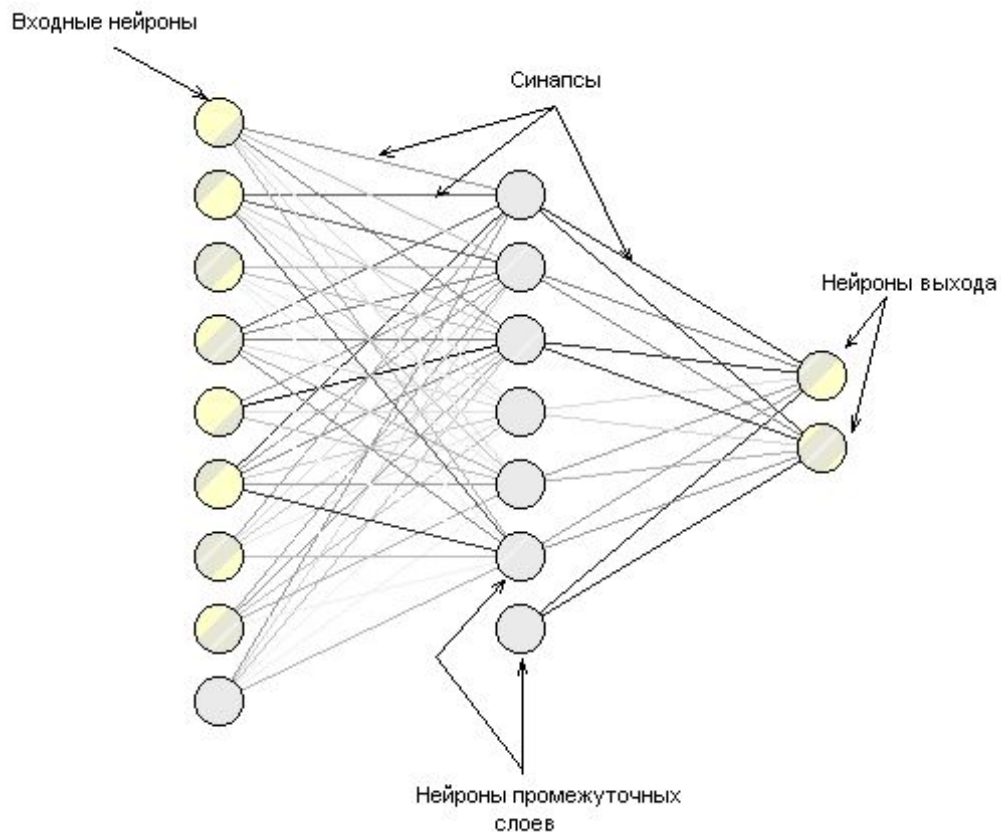 Входные нейроны
Синапсы
Нейроны выхода
Нейроны промежуточных
слоев